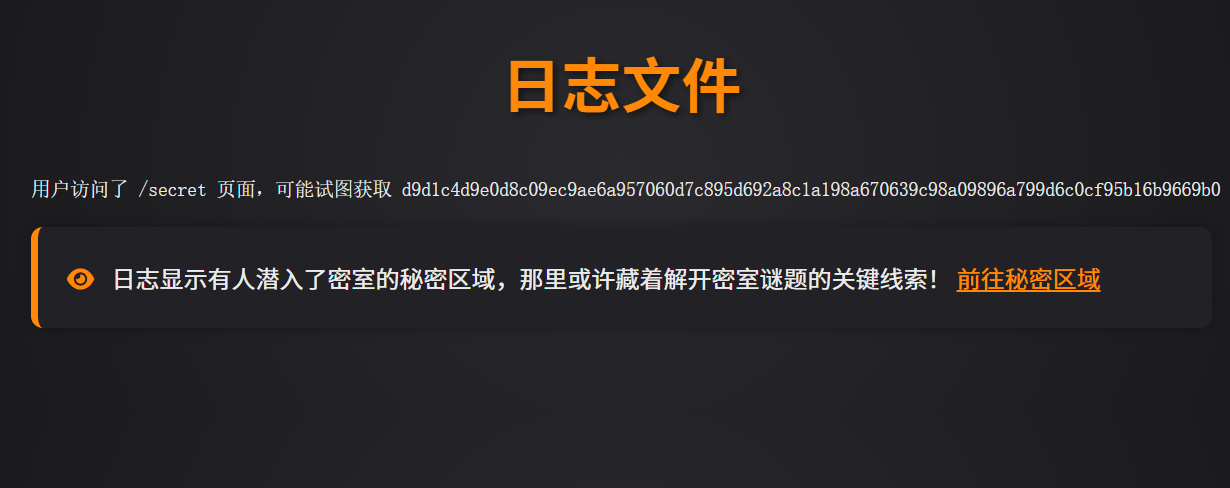 日志文件
用户访问了 /secret 页面，可能试图获取 d9d1c4d9e0d8c09ec9ae6a957060d7c895d692a8c1a198a670639c98a09896a799d6c0cf95b16b9669b0
日志显示有人潜入了密室的秘密区域，那里或许藏着解开密室谜题的关键线索！ 前往秘密区域